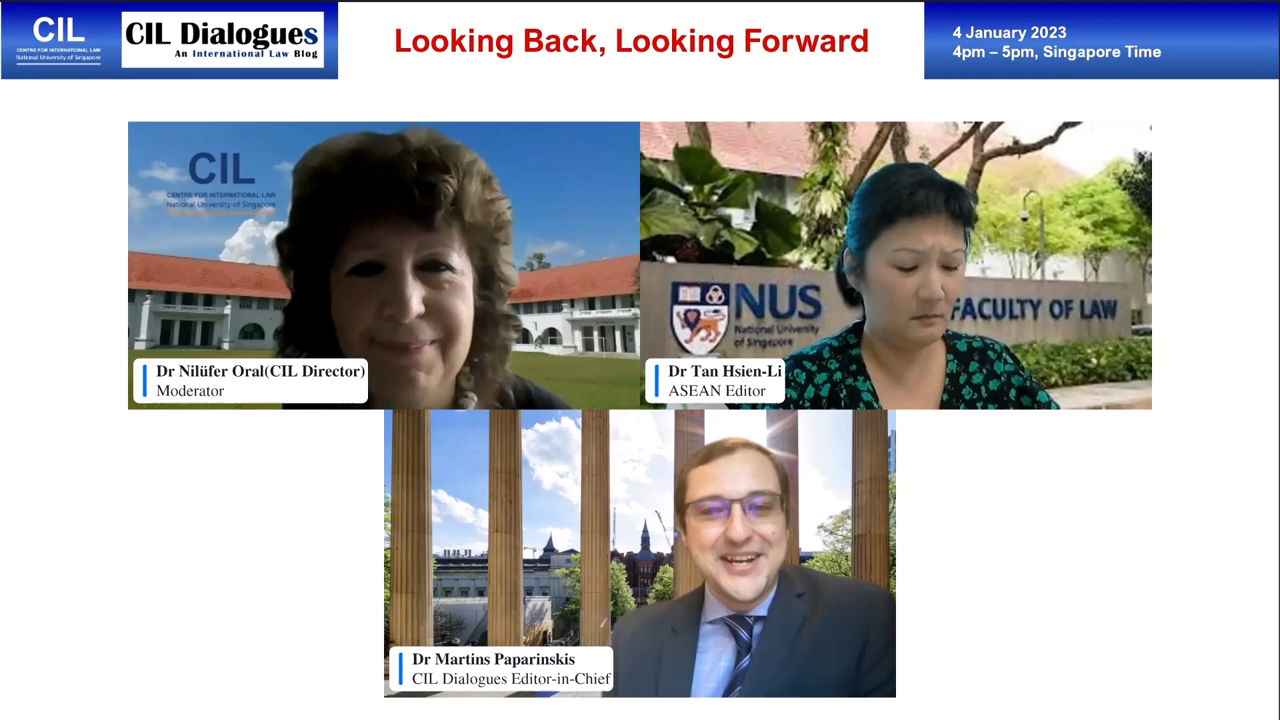 CIL
CENTRE FOR INTERNATIONAL LAW
National University of Singapore
CIL Dialogues
An International Law Blog
Looking Back, Looking Forward
4 January 2023
4pm – 5pm, Singapore Time
CIL
CENTRE FOR INTERNATIONAL LAW
National University of Singapore
Dr Nilüfer Oral(CIL Director)
Moderator
NUS
National University
of Singapore
FACULTY OF LAW
Dr Tan Hsien-Li
ASEAN Editor
Dr Martins Paparinskis
CIL Dialogues Editor-in-Chief